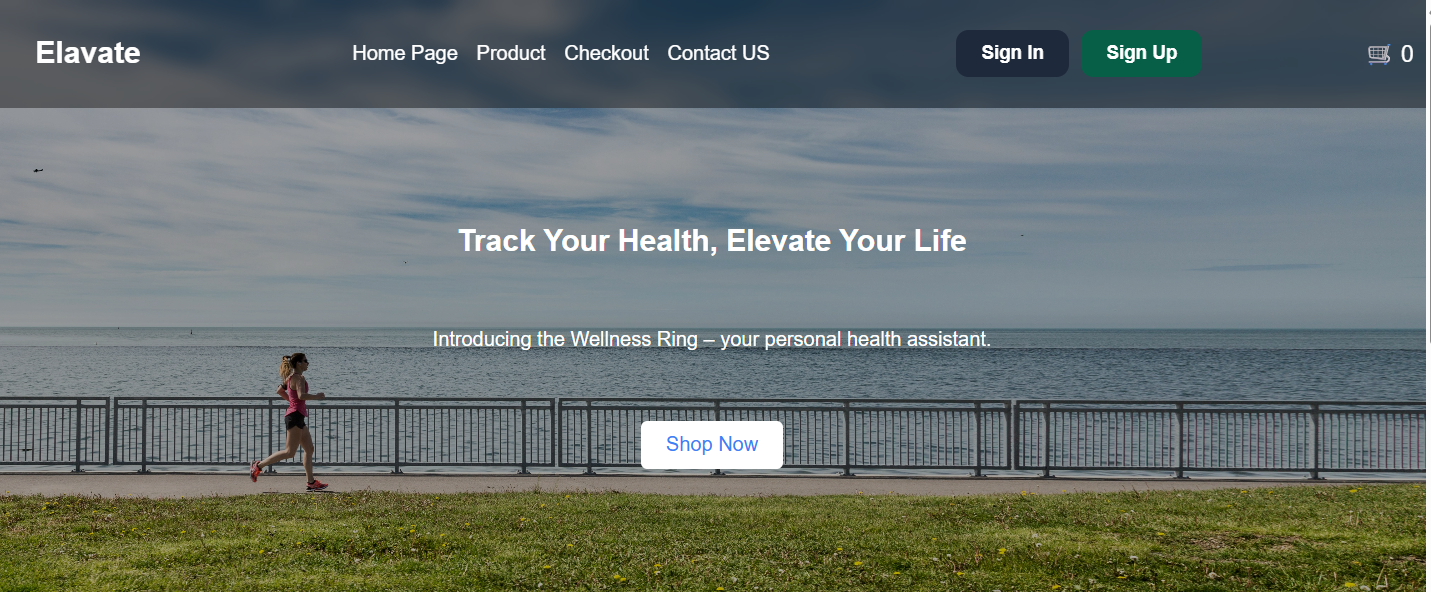 Elavate
Home Page Product Checkout Contact US
Sign In
Sign Up
0
Track Your Health, Elevate Your Life
Introducing the Wellness Ring – your personal health assistant.
Shop Now